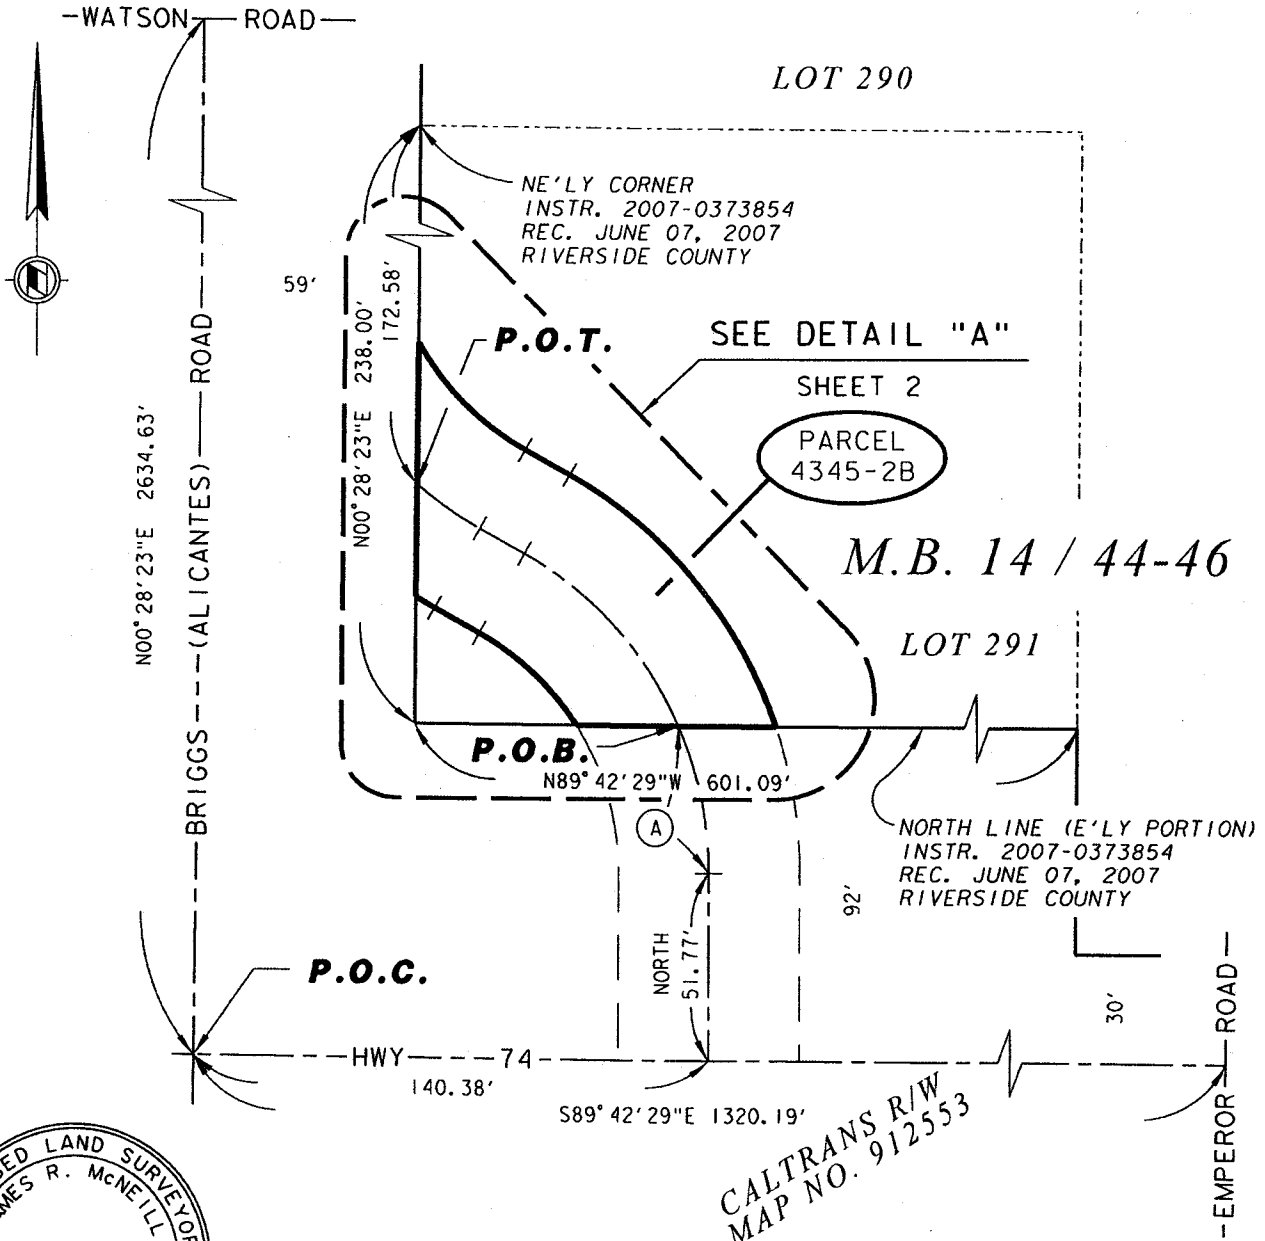 -WATSON- ROAD-
LOT 290
NE'LY CORNER
INSTR. 2007-0373854
REC. JUNE 07, 2007
RIVERSIDE COUNTY
59'
N00°28'23"E 238.00'
172.58'
P.O.T.
SEE DETAIL "A"
SHEET 2
PARCEL
4345-2B
N00°28'23"E 2634.63'
BRIGGS--(ALICANTES)-ROAD-
M.B. 14 / 44-46
LOT 291
P.O.B.
N89°42'29"W 601.09'
A
NORTH LINE (E'LY PORTION)
INSTR. 2007-0373854
REC. JUNE 07, 2007
RIVERSIDE COUNTY
92'
NORTH
51.77'
P.O.C.
30'
-EMPEROR-ROAD-
-HWY--74-
140.38'
S89°42'29"E 1320.19'
CALTRANS R/W
MAP NO. 912553
LAND SURVEYOR
R. McNEILL